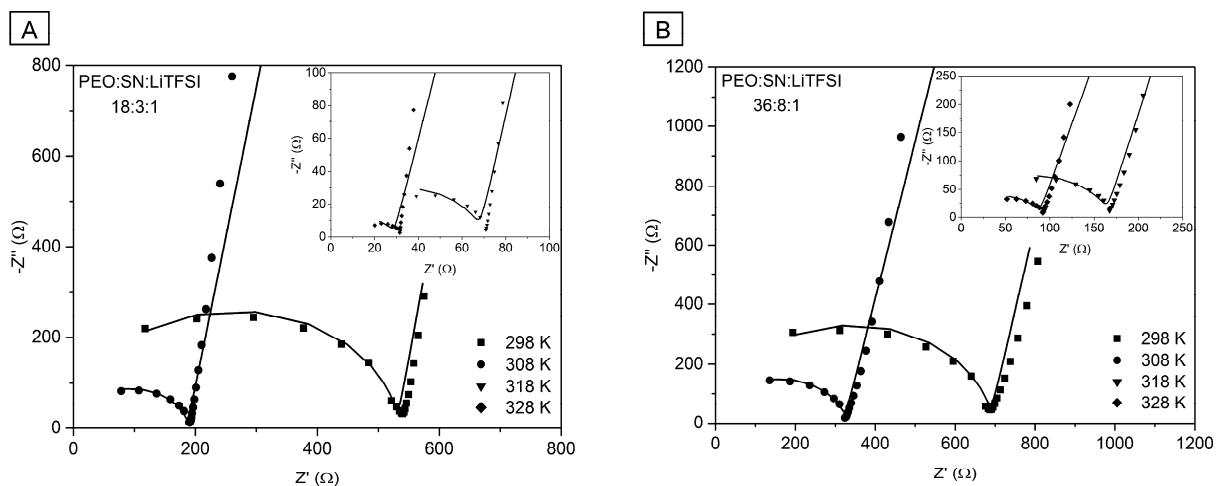 A
PEO:SN:LiTFSI
18:3:1
800
600
400
200
0
-Z" (Ω)
0 200 400 600 800
Z' (Ω)
100
80
60
40
20
0
-Z" (Ω)
0 20 40 60 80 100
Z' (Ω)
298 K
308 K
318 K
328 K
B
PEO:SN:LiTFSI
36:8:1
1200
1000
800
600
400
200
0
-Z" (Ω)
0 200 400 600 800 1000 1200
Z' (Ω)
250
200
150
100
50
25
0
-Z" (Ω)
0 50 100 150 200 250
Z' (Ω)
298 K
308 K
318 K
328 K